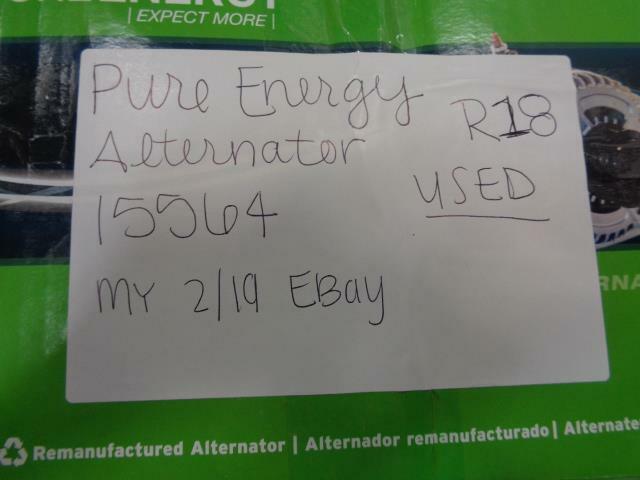 | EXPECT MORE |
Pure Energy
Alternator
15564
MY 2/19 EBay
R18
USED
Remanufactured Alternator | Alternador remanufacturado | Alternate